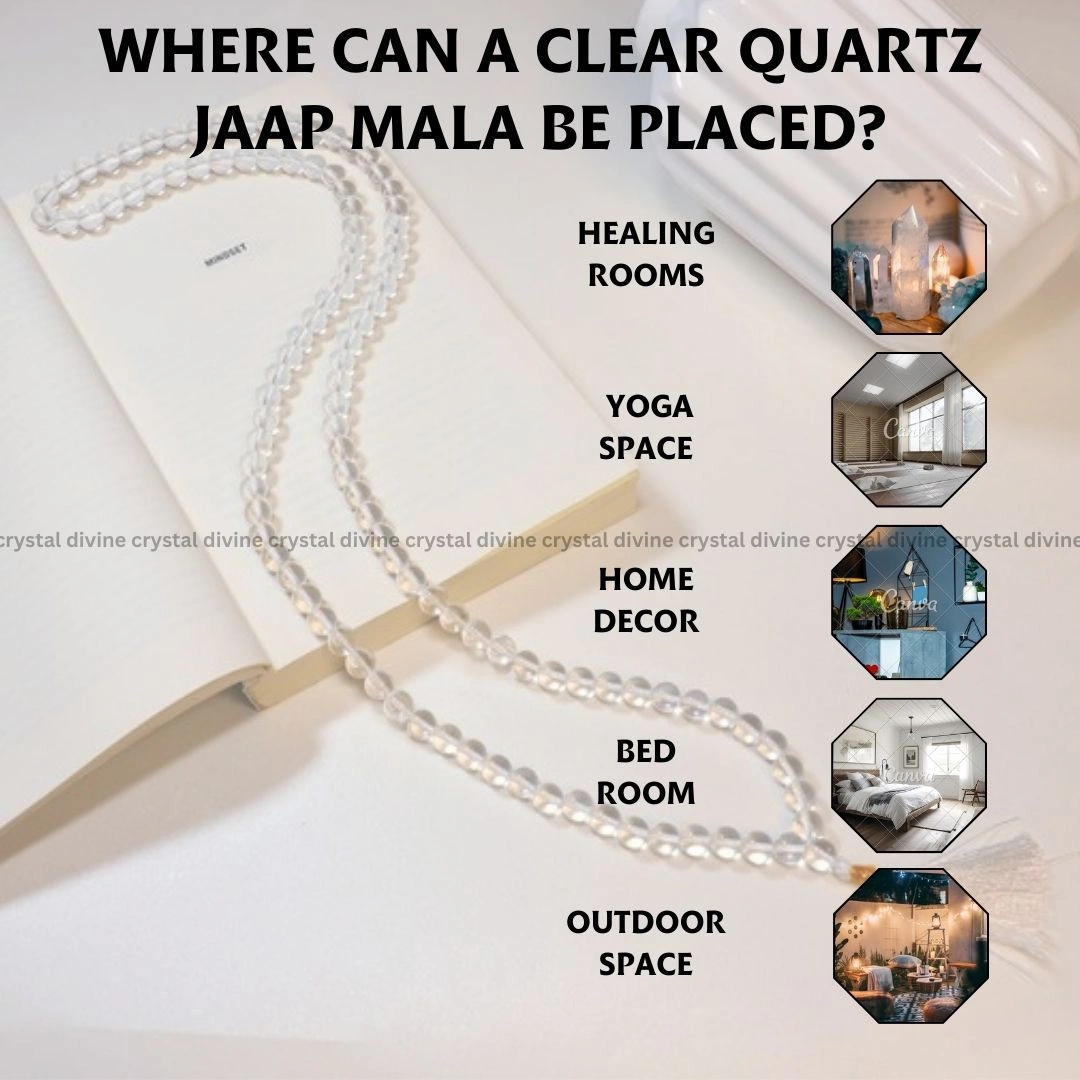 WHERE CAN A CLEAR QUARTZ
JAAP MALA BE PLACED?
MINDSET
HEALING
ROOMS
YOGA
SPACE
Canva
crystal divine crystal divine crystal divine crystal divine crystal divine crystal divine crystal divine crystal divine
HOME
DECOR
Canva
BED
ROOM
Canva
OUTDOOR
SPACE